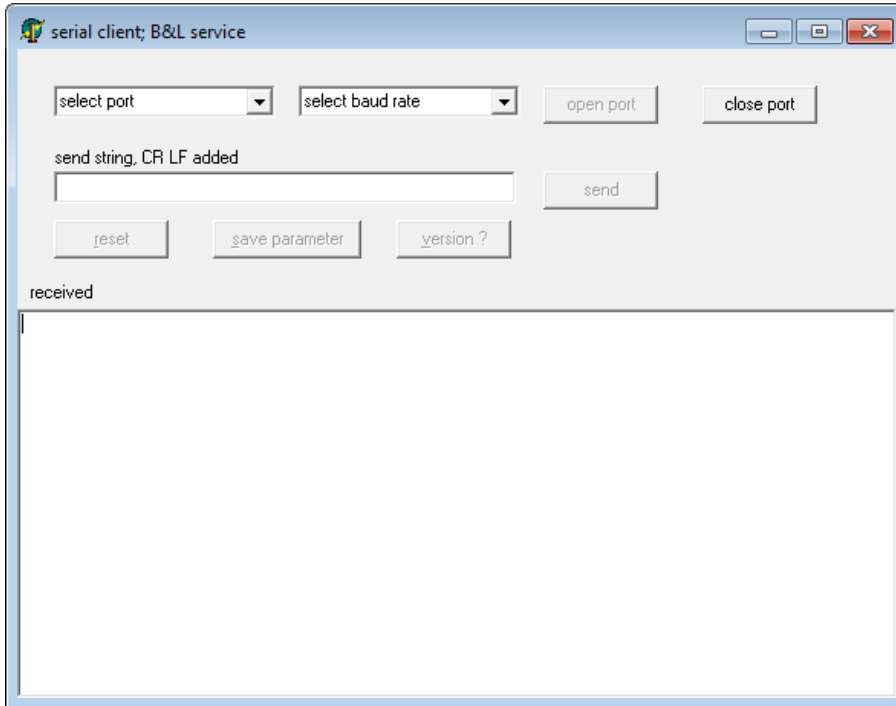 serial client; B&L service
select port select baud rate open port close port
send string, CR LF added
send
reset save parameter version ?
received